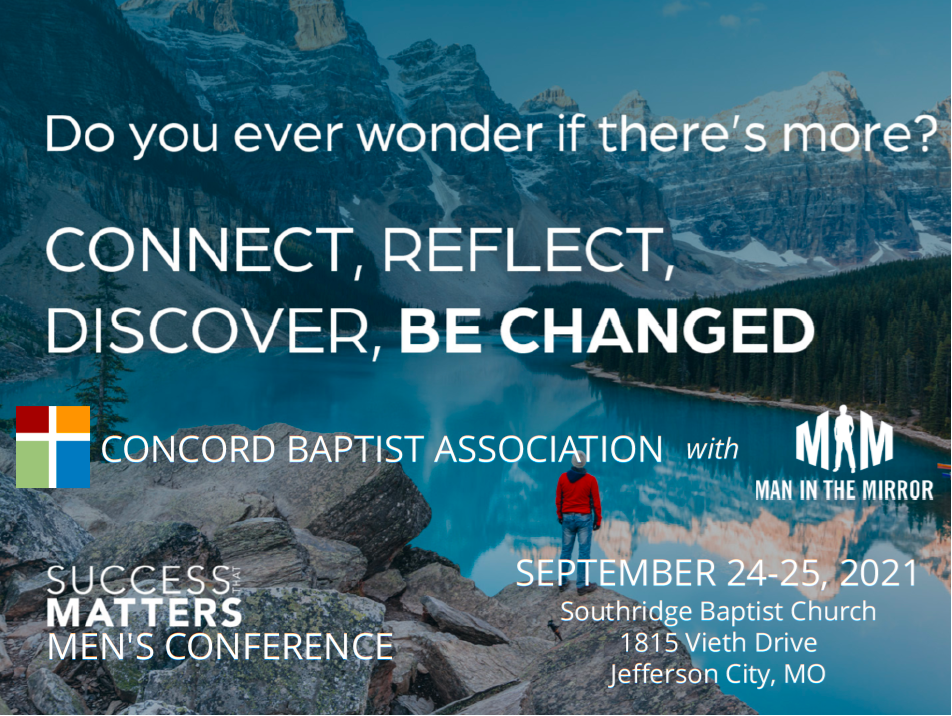 Do you ever wonder if there's more?
CONNECT, REFLECT,
DISCOVER, BE CHANGED
CONCORD BAPTIST ASSOCIATION with
MIM
MAN IN THE MIRROR
SUCCESS THAT
MATTERS
MEN'S CONFERENCE
SEPTEMBER 24-25, 2021
Southridge Baptist Church
1815 Vieth Drive
Jefferson City, MO